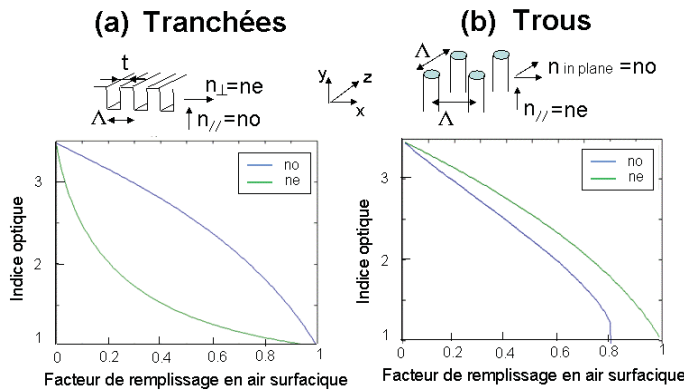 (a) Tranchées
t
Λ
n⊥=ne
n//=no
y
z
x
Indice optique
3
2
1
no
ne
0
0.2
0.4
0.6
0.8
1
Facteur de remplissage en air surfacique
(b) Trous
Λ
Λ
n in plane =no
n//=ne
Indice optique
3
2
1
no
ne
0
0.2
0.4
0.6
0.8
1
Facteur de remplissage en air surfacique